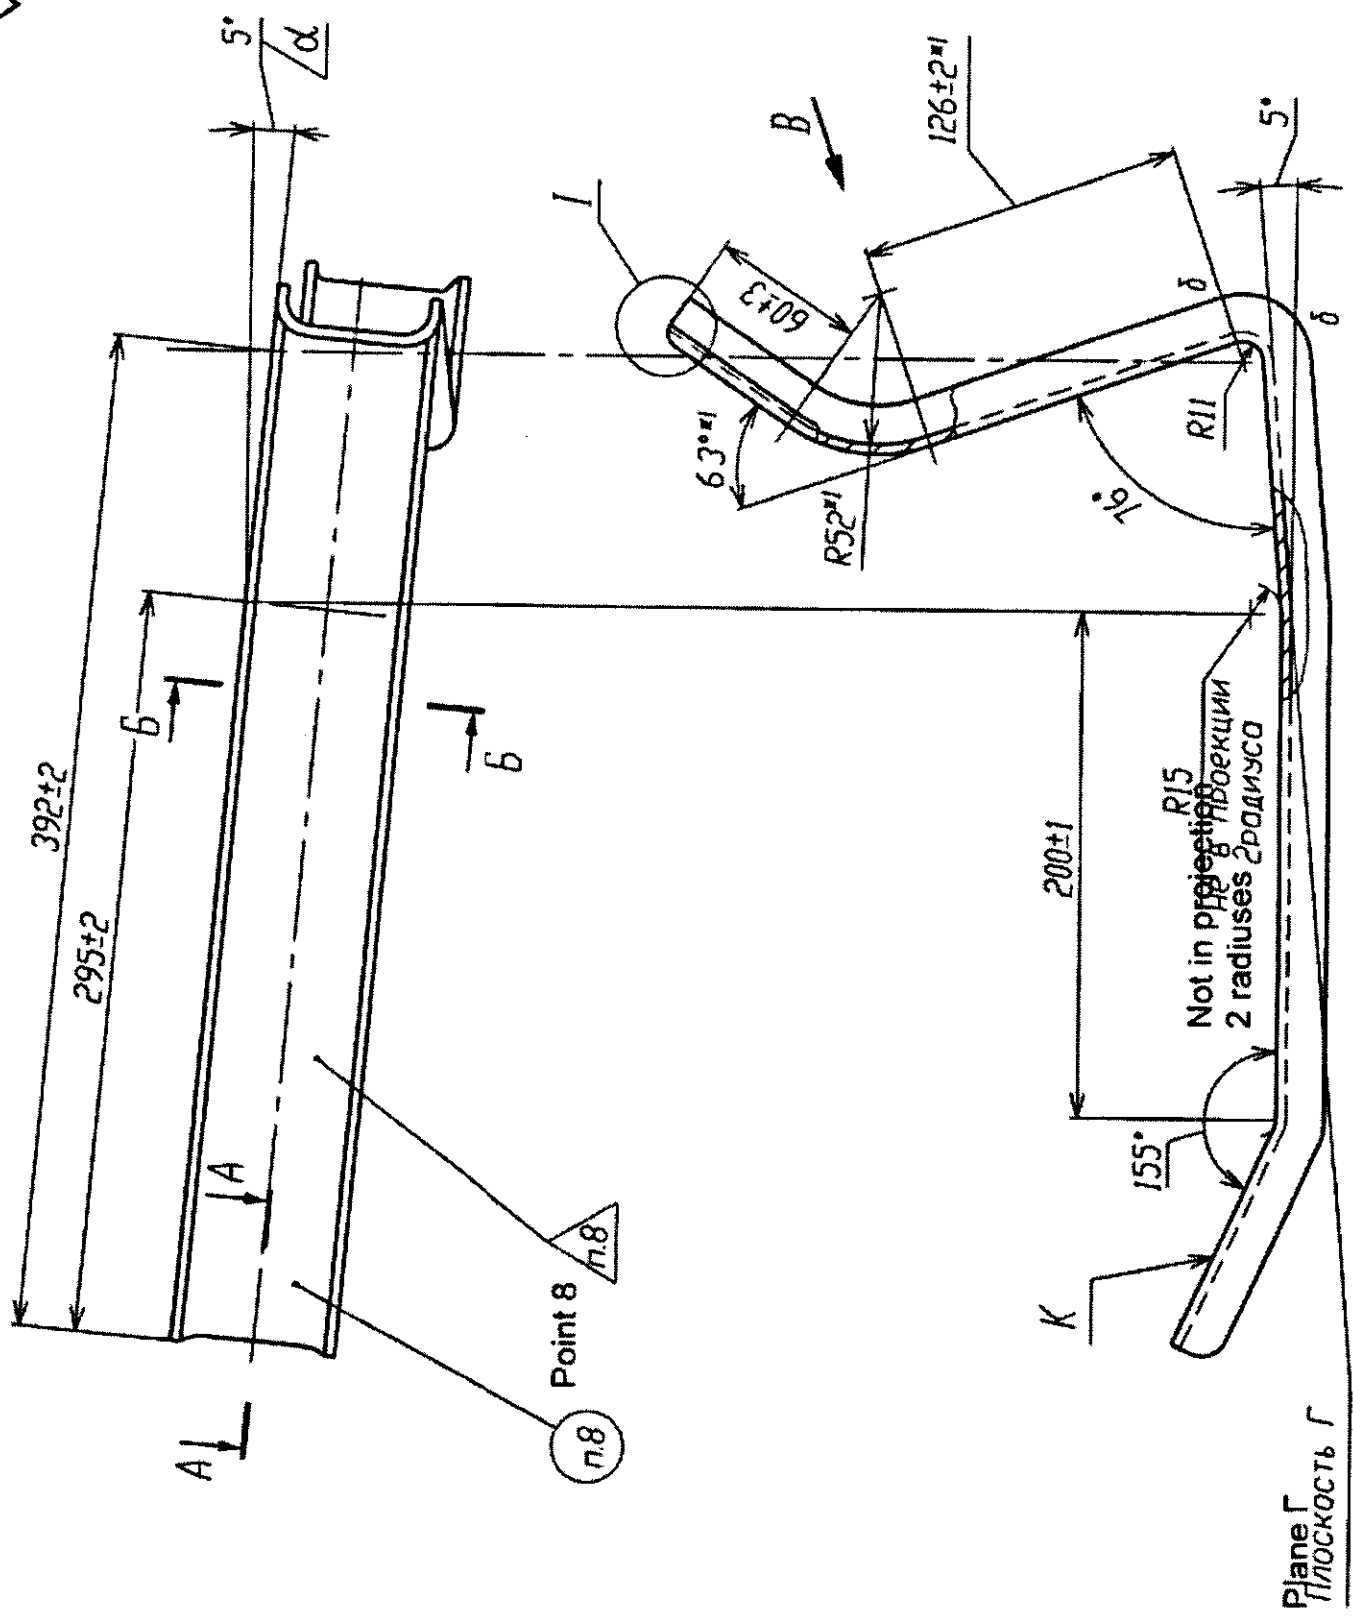 5°
α
392±2
295±2
Б
Б
А
А
п.8
Point 8
п.8
I
В
126±2*¹
60±3
63°*¹
R52*¹
б
б
5°
R11
76°
200±1
R15
Not in projection
Не в проекции
2 radiuses
2 радиуса
155°
К
Plane Г
Плоскость Г